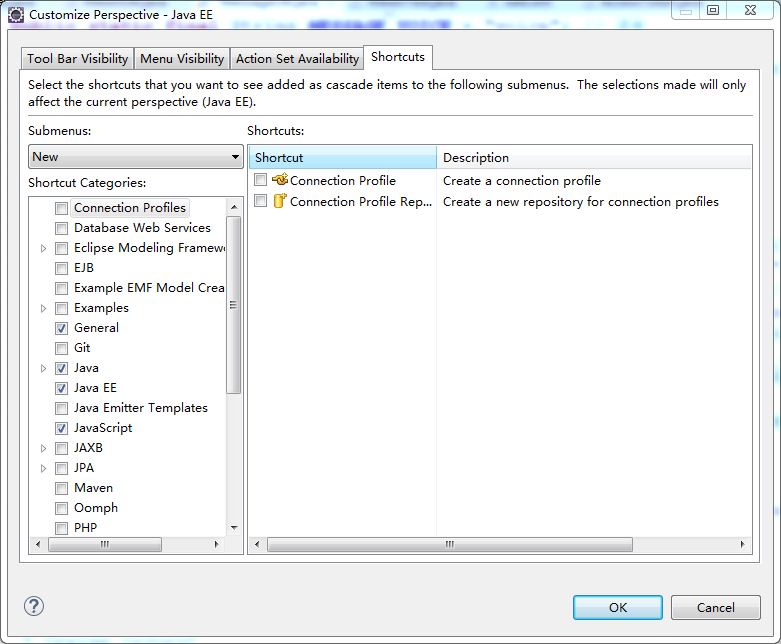 Customize Perspective - Java EE
Tool Bar Visibility
Menu Visibility
Action Set Availability
Shortcuts
Select the shortcuts that you want to see added as cascade items to the following submenus. The selections made will only
affect the current perspective (Java EE).
Submenus:
New
Shortcut Categories:
Connection Profiles
Database Web Services
Eclipse Modeling Framew
EJB
Example EMF Model Crea
Examples
General
Git
Java
Java EE
Java Emitter Templates
JavaScript
JAXB
JPA
Maven
Oomph
PHP
Shortcuts:
Shortcut Description
Connection Profile Create a connection profile
Connection Profile Rep... Create a new repository for connection profiles
?
OK
Cancel